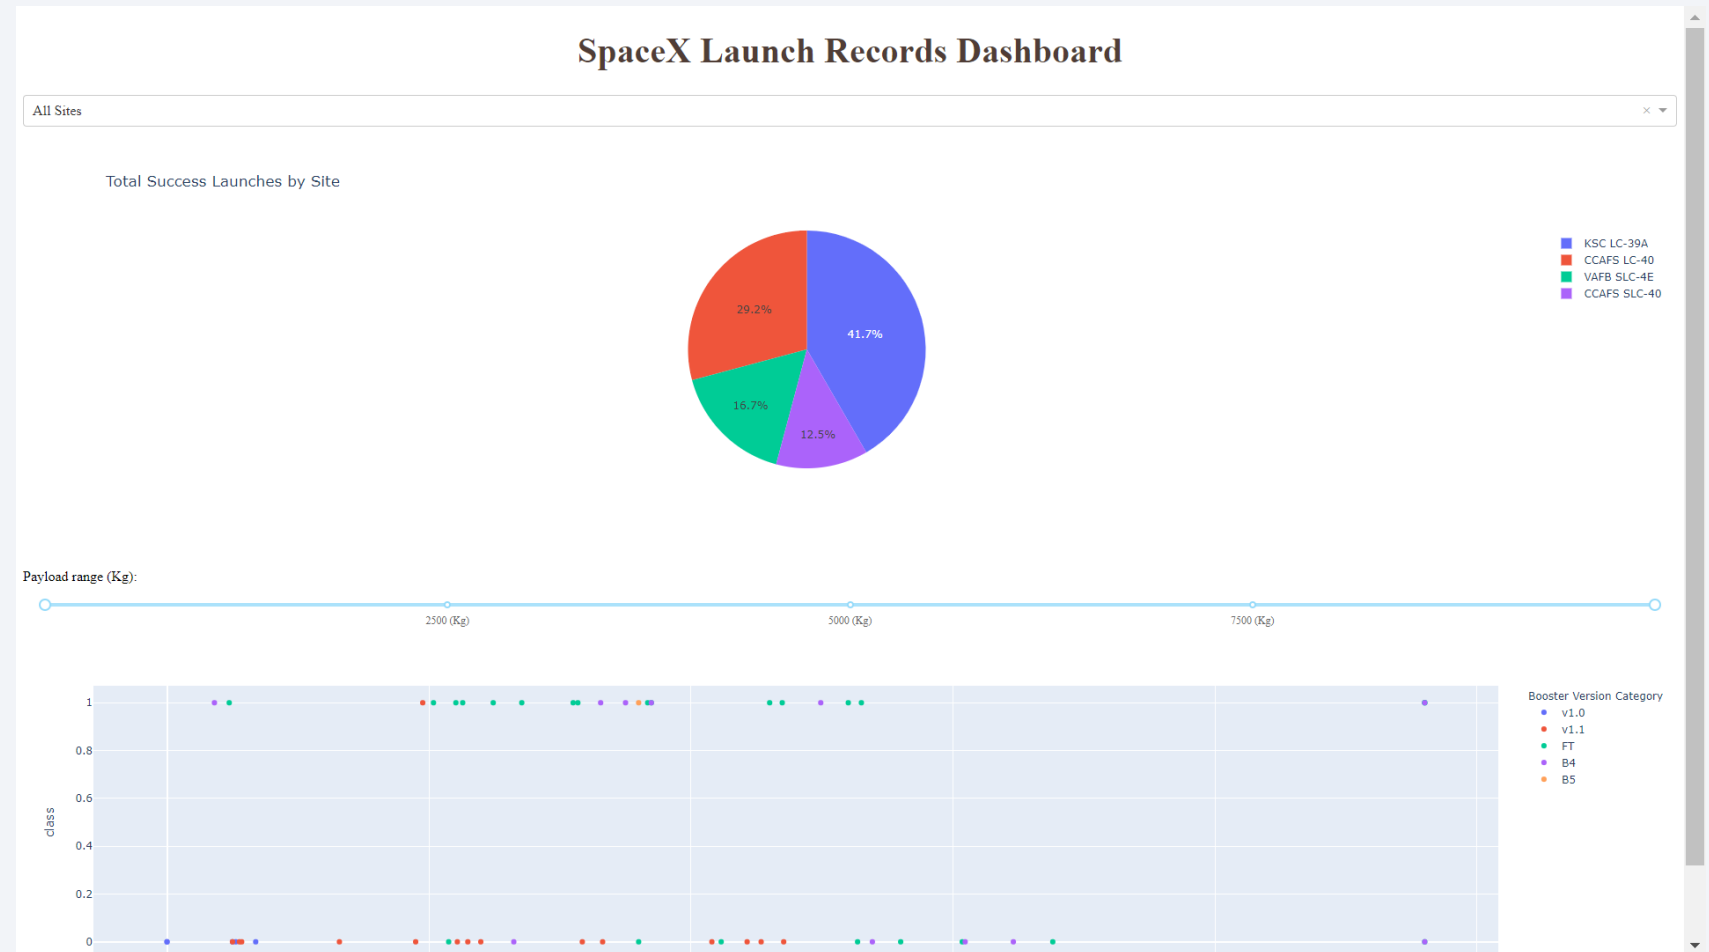 SpaceX Launch Records Dashboard
All Sites
×
Total Success Launches by Site
KSC LC-39A
CCAFS LC-40
VAFB SLC-4E
CCAFS SLC-40
29.2%
41.7%
16.7%
12.5%
Payload range (Kg):
2500 (Kg)
5000 (Kg)
7500 (Kg)
Booster Version Category
v1.0
v1.1
FT
B4
B5
1
0.8
0.6
0.4
0.2
0
class